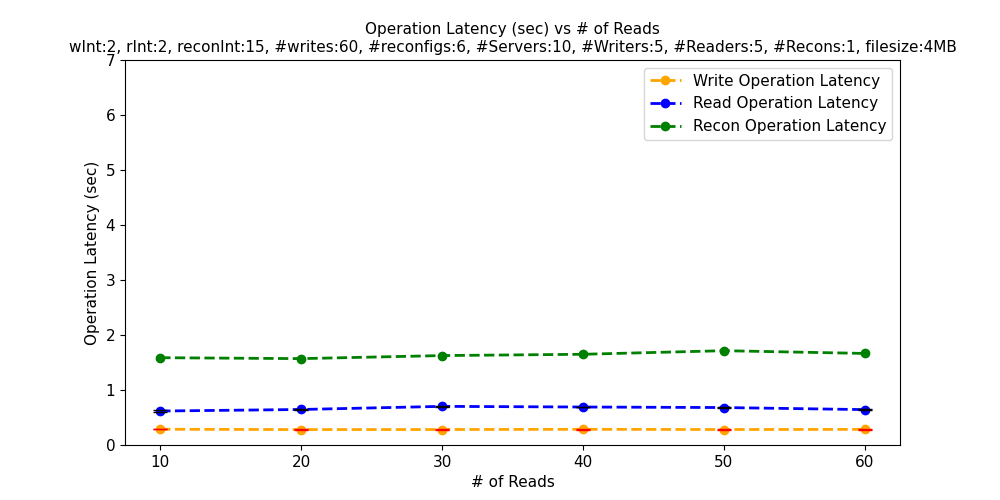 Operation Latency (sec) vs # of Reads
wInt:2, rInt:2, reconInt:15, #writes:60, #reconfigs:6, #Servers:10, #Writers:5, #Readers:5, #Recons:1, filesize:4MB
Write Operation Latency
Read Operation Latency
Recon Operation Latency
Operation Latency (sec)
7
6
5
4
3
2
1
0
10 20 30 40 50 60
# of Reads